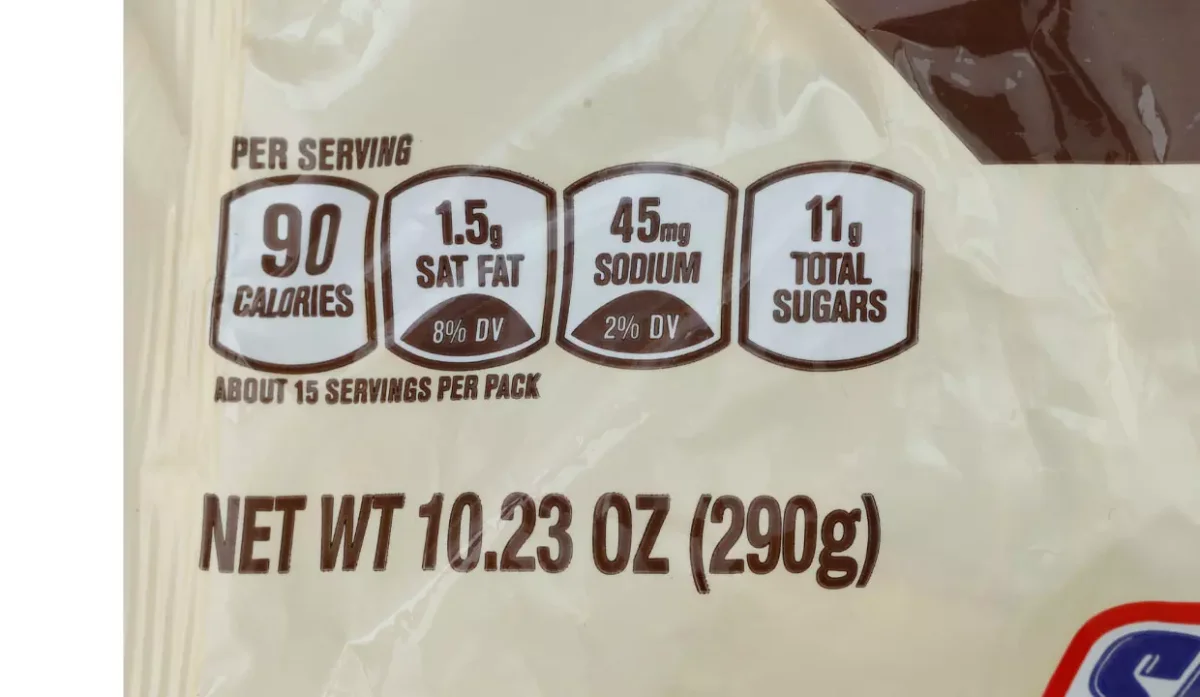 PER SERVING
90
CALORIES
1.5g
SAT FAT
8% DV
45mg
SODIUM
2% DV
11g
TOTAL
SUGARS
ABOUT 15 SERVINGS PER PACK
NET WT 10.23 OZ (290g)